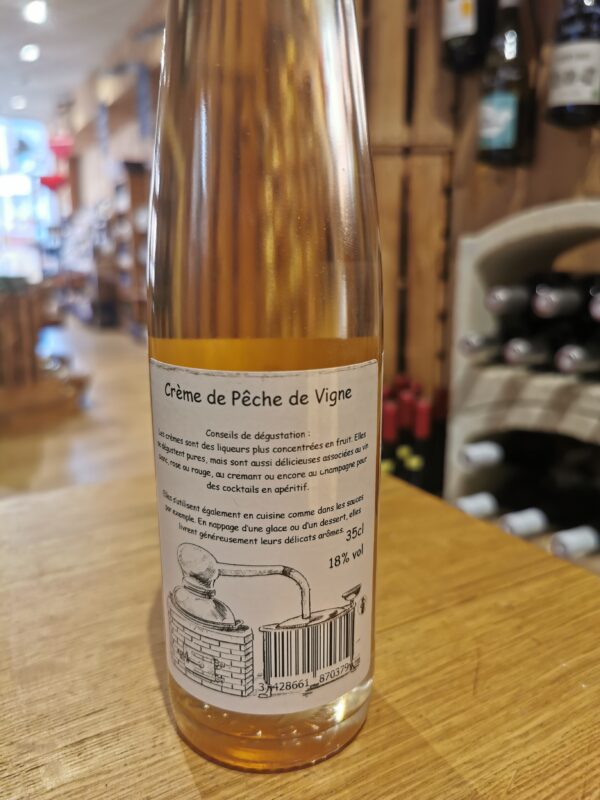 Crème de Pêche de Vigne
Conseils de dégustation :
Les crèmes sont des liqueurs plus concentrées en fruit. Elles
se dégustent pures, mais sont aussi délicieuses associées au vin
blanc, rose ou rouge, au cremant ou encore au Champagne pour
des cocktails en apéritif.
Elles s'utilisent également en cuisine comme dans les sauces
par exemple. En nappage d'une glace ou d'un dessert, elles
livrent généreusement leurs délicats arômes.
35cl
18% vol